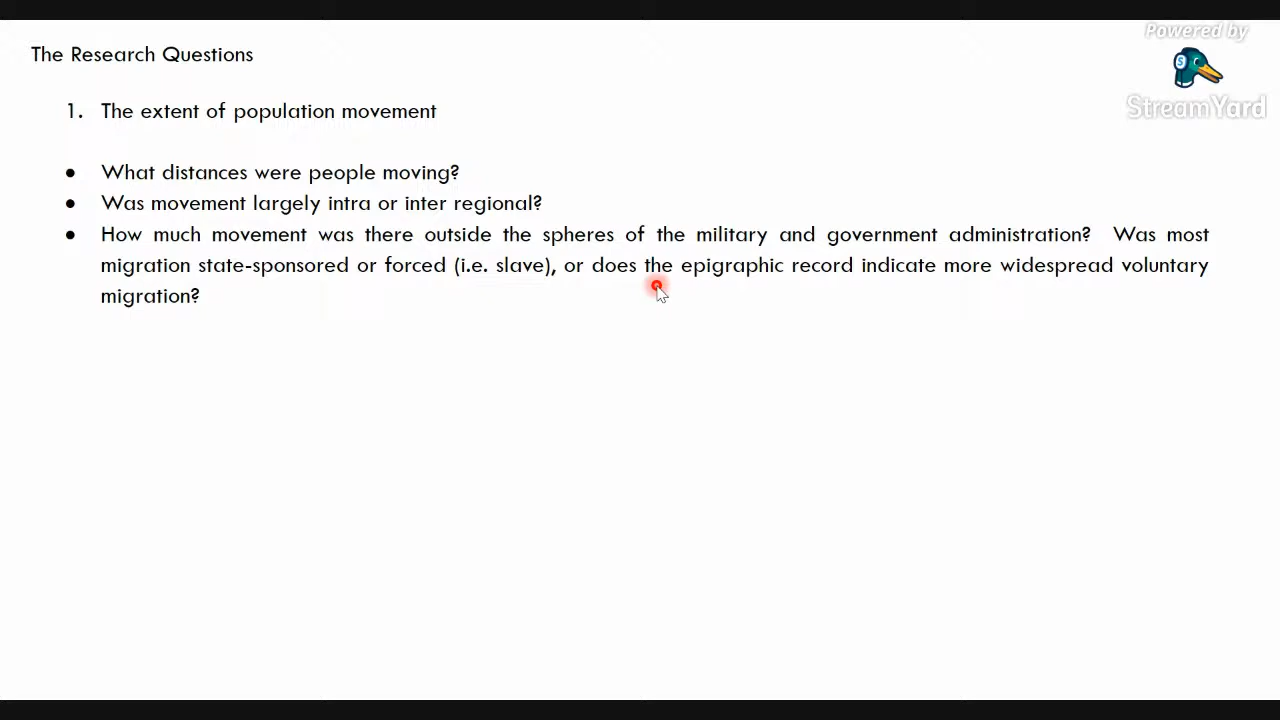 Powered by
The Research Questions
StreamYard
1. The extent of population movement
● What distances were people moving?
● Was movement largely intra or inter regional?
● How much movement was there outside the spheres of the military and government administration? Was most
migration state-sponsored or forced (i.e. slave), or does the epigraphic record indicate more widespread voluntary
migration?